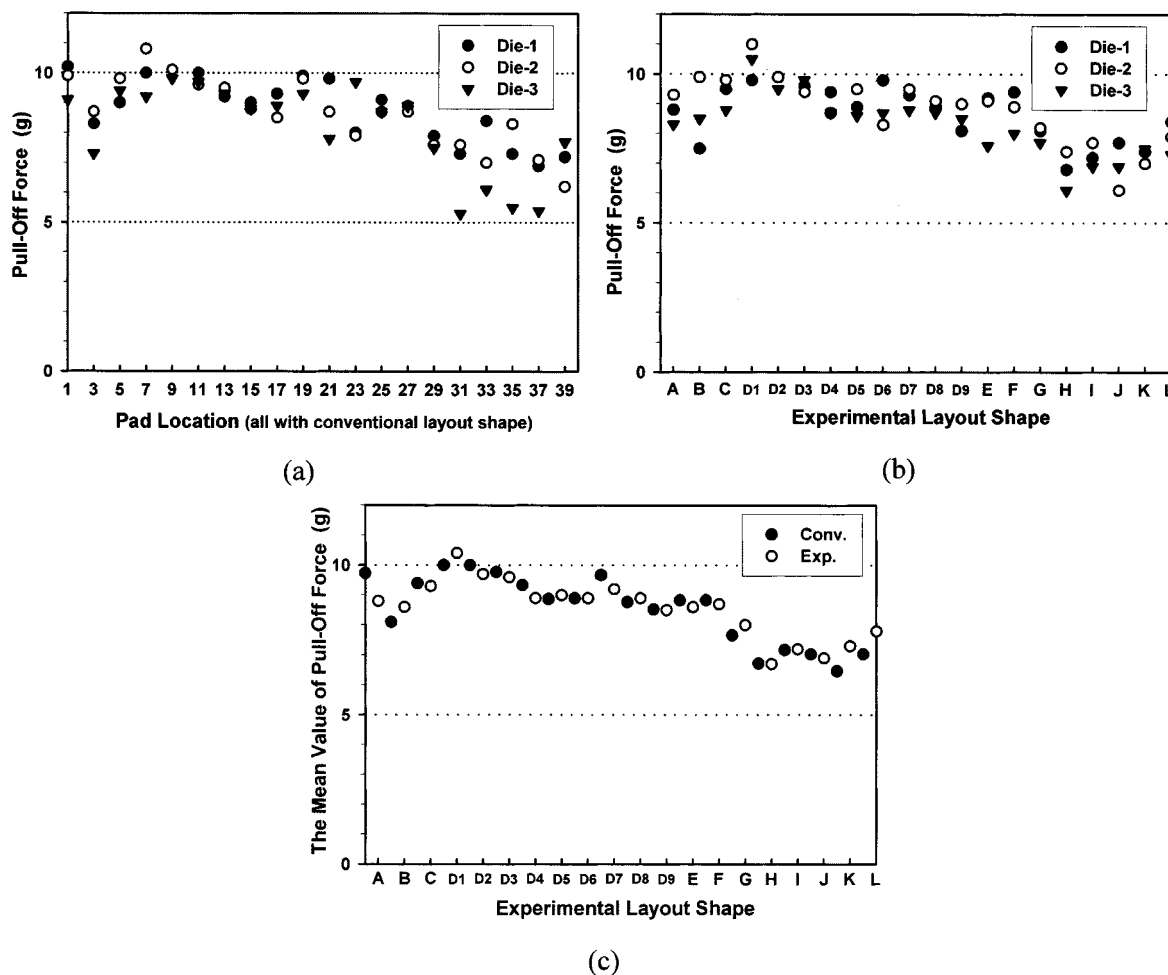 Pull-Off Force (g)
10
5
0
Die-1
Die-2
Die-3
1 3 5 7 9 11 13 15 17 19 21 23 25 27 29 31 33 35 37 39
Pad Location (all with conventional layout shape)
(a)
Pull-Off Force (g)
10
5
0
Die-1
Die-2
Die-3
A B C D1 D2 D3 D4 D5 D6 D7 D8 D9 E F G H I J K L
Experimental Layout Shape
(b)
The Mean Value of Pull-Off Force (g)
10
5
0
Conv.
Exp.
A B C D1 D2 D3 D4 D5 D6 D7 D8 D9 E F G H I J K L
Experimental Layout Shape
(c)